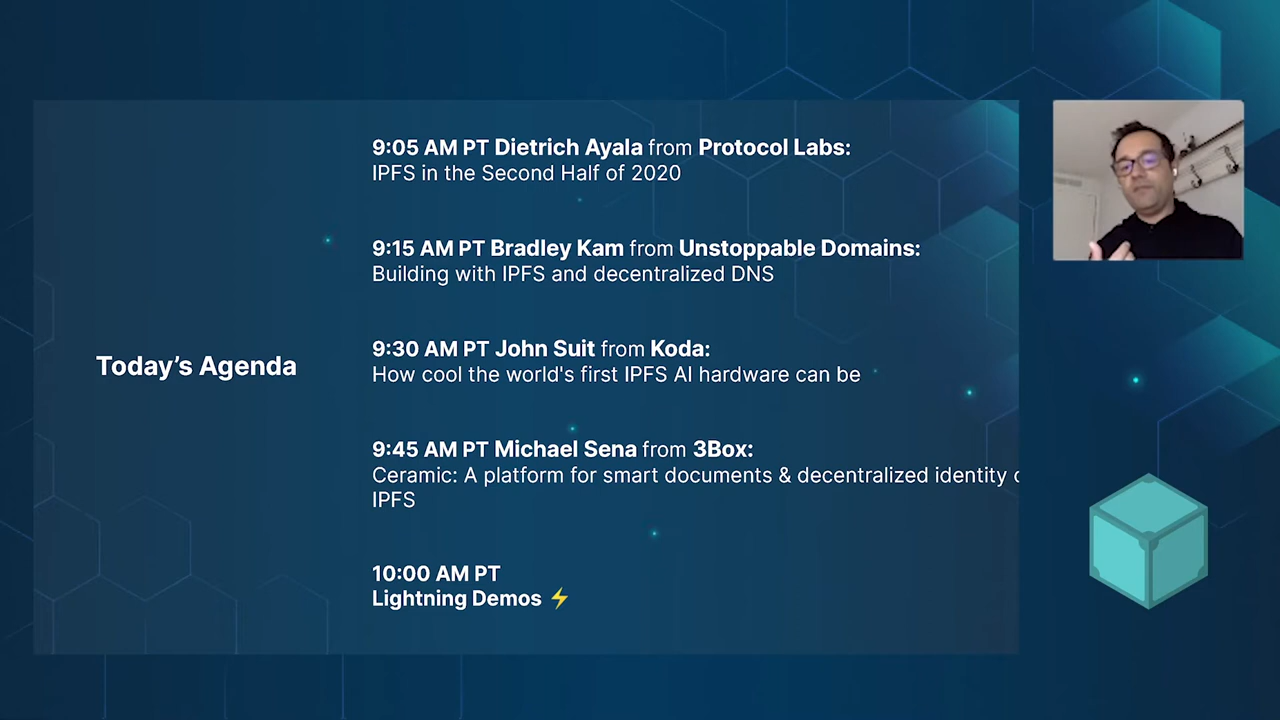 Today’s Agenda
9:05 AM PT Dietrich Ayala from Protocol Labs:
IPFS in the Second Half of 2020
9:15 AM PT Bradley Kam from Unstoppable Domains:
Building with IPFS and decentralized DNS
9:30 AM PT John Suit from Koda:
How cool the world's first IPFS AI hardware can be
9:45 AM PT Michael Sena from 3Box:
Ceramic: A platform for smart documents & decentralized identity
IPFS
10:00 AM PT
Lightning Demos ⚡